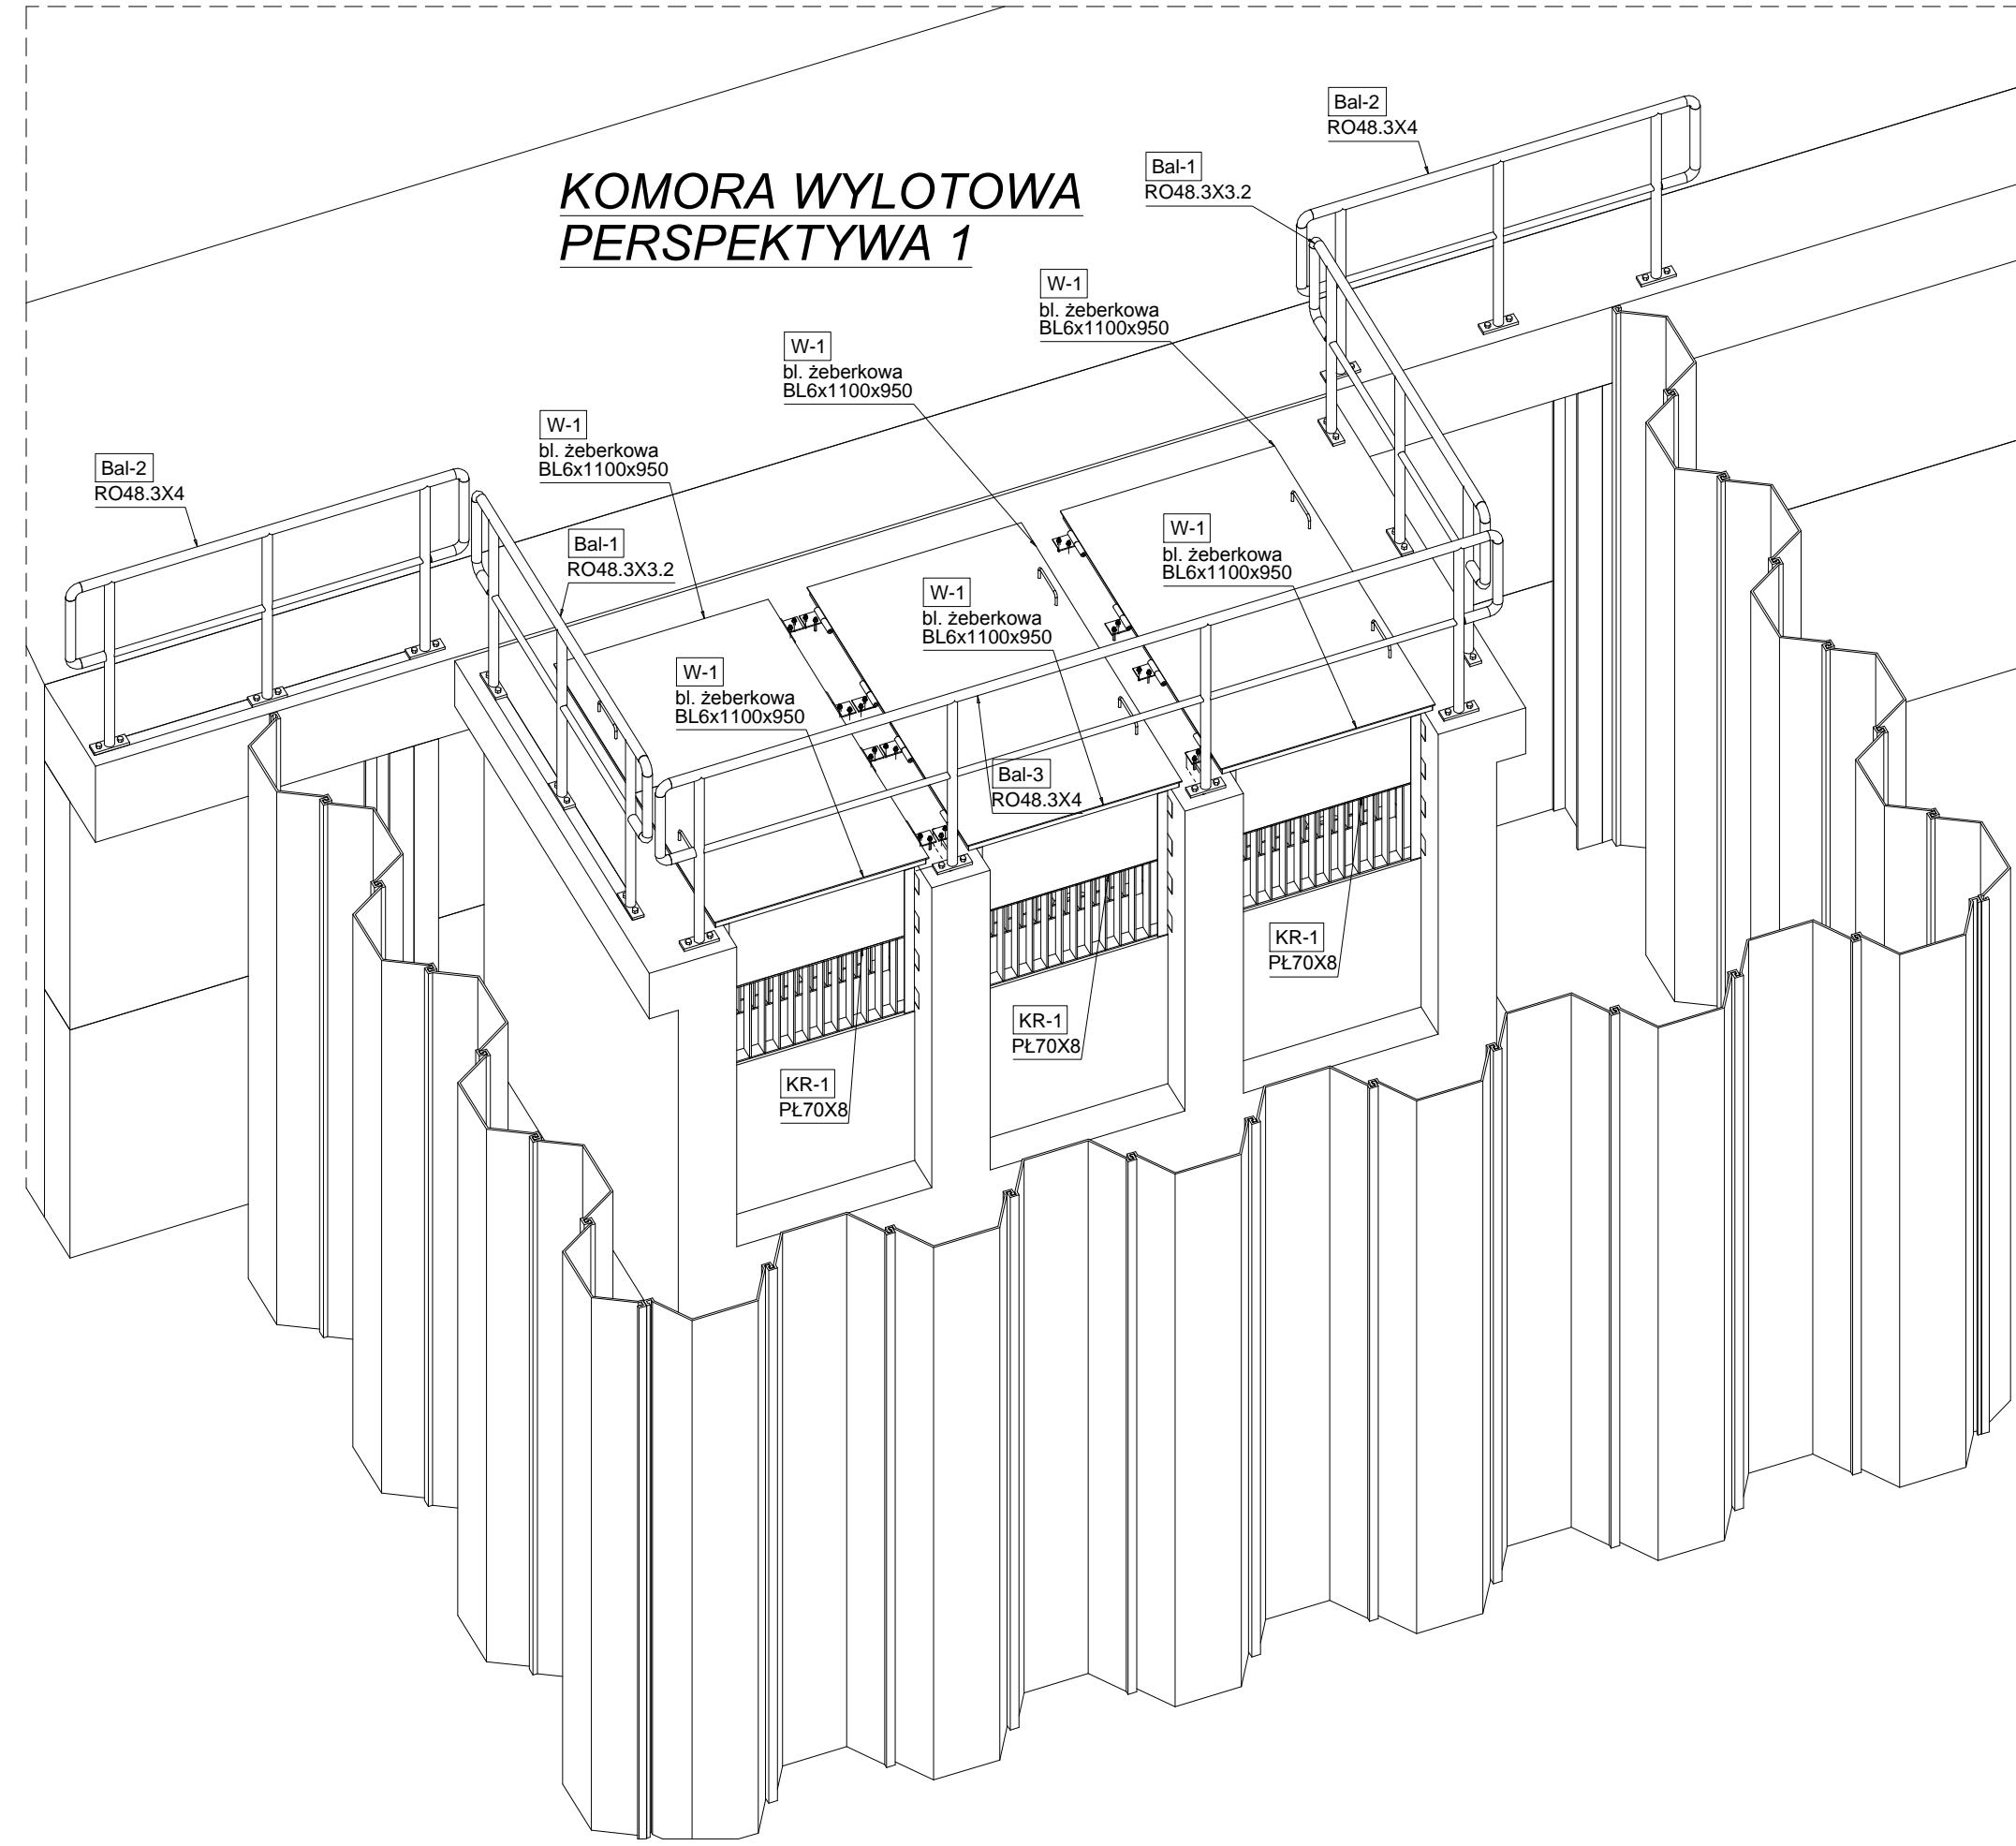 KOMORA WYLOTOWA
PERSPEKTYWA 1
Bal-2
RO48.3X4
Bal-1
RO48.3X3.2
W-1
bl. żeberkowa
BL6x1100x950
W-1
bl. żeberkowa
BL6x1100x950
W-1
bl. żeberkowa
BL6x1100x950
Bal-2
RO48.3X4
Bal-1
RO48.3X3.2
W-1
bl. żeberkowa
BL6x1100x950
W-1
bl. żeberkowa
BL6x1100x950
W-1
bl. żeberkowa
BL6x1100x950
Bal-3
RO48.3X4
KR-1
PŁ70X8
KR-1
PŁ70X8
KR-1
PŁ70X8